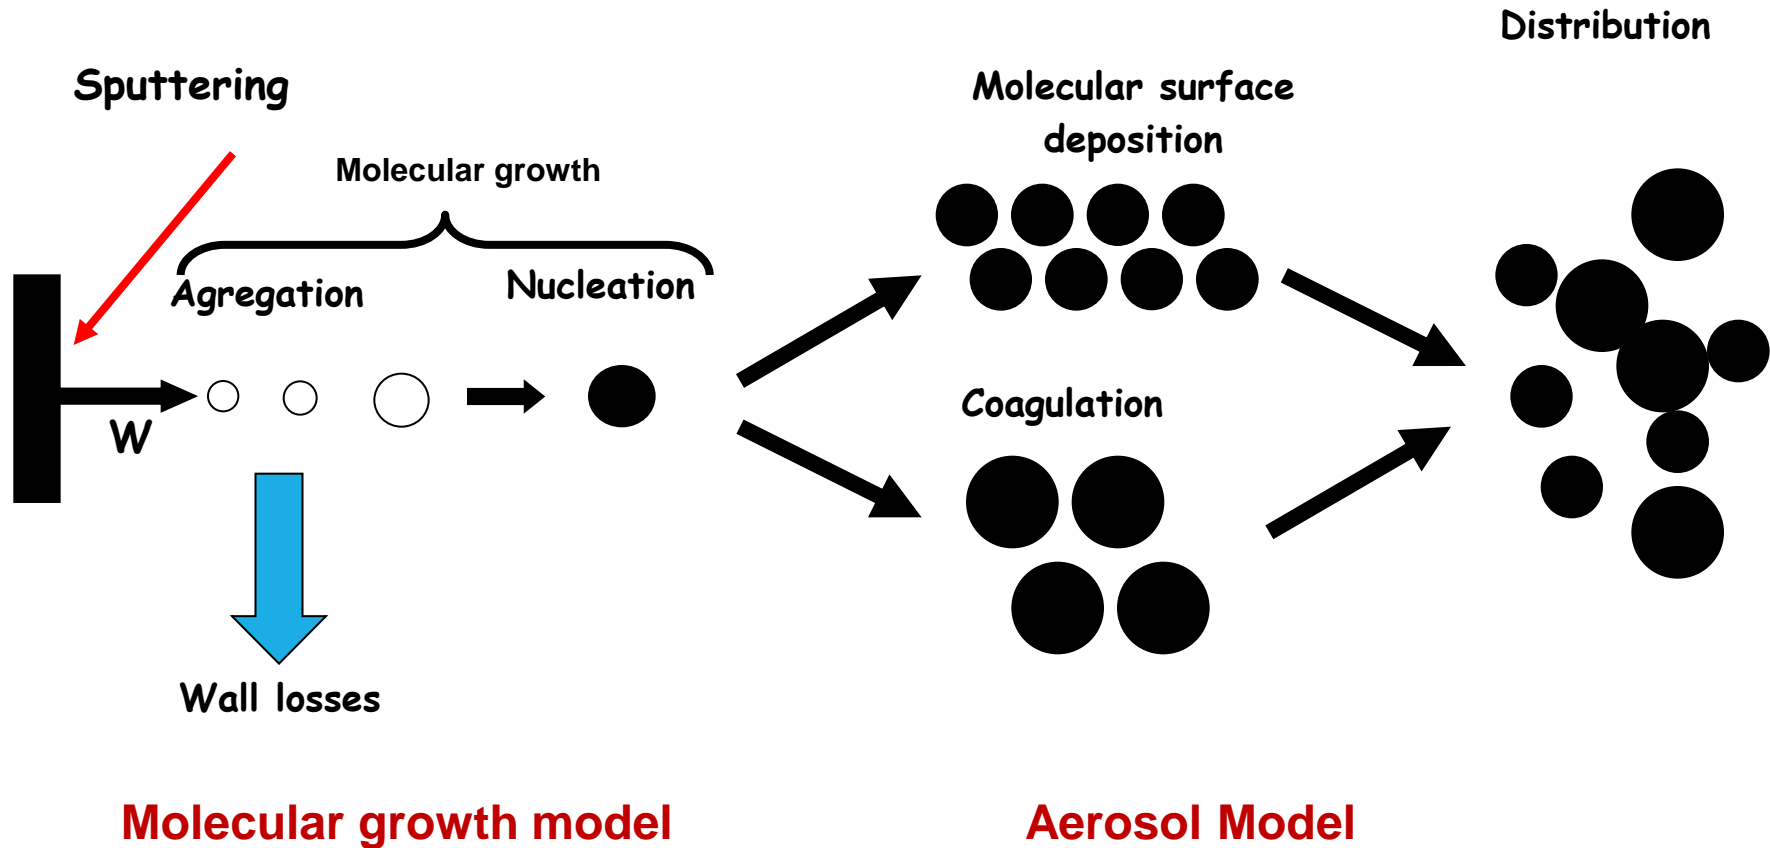 Distribution
Sputtering
Molecular surface
deposition
Molecular growth
Agregation
Nucleation
W
Coagulation
Wall losses
Molecular growth model
Aerosol Model